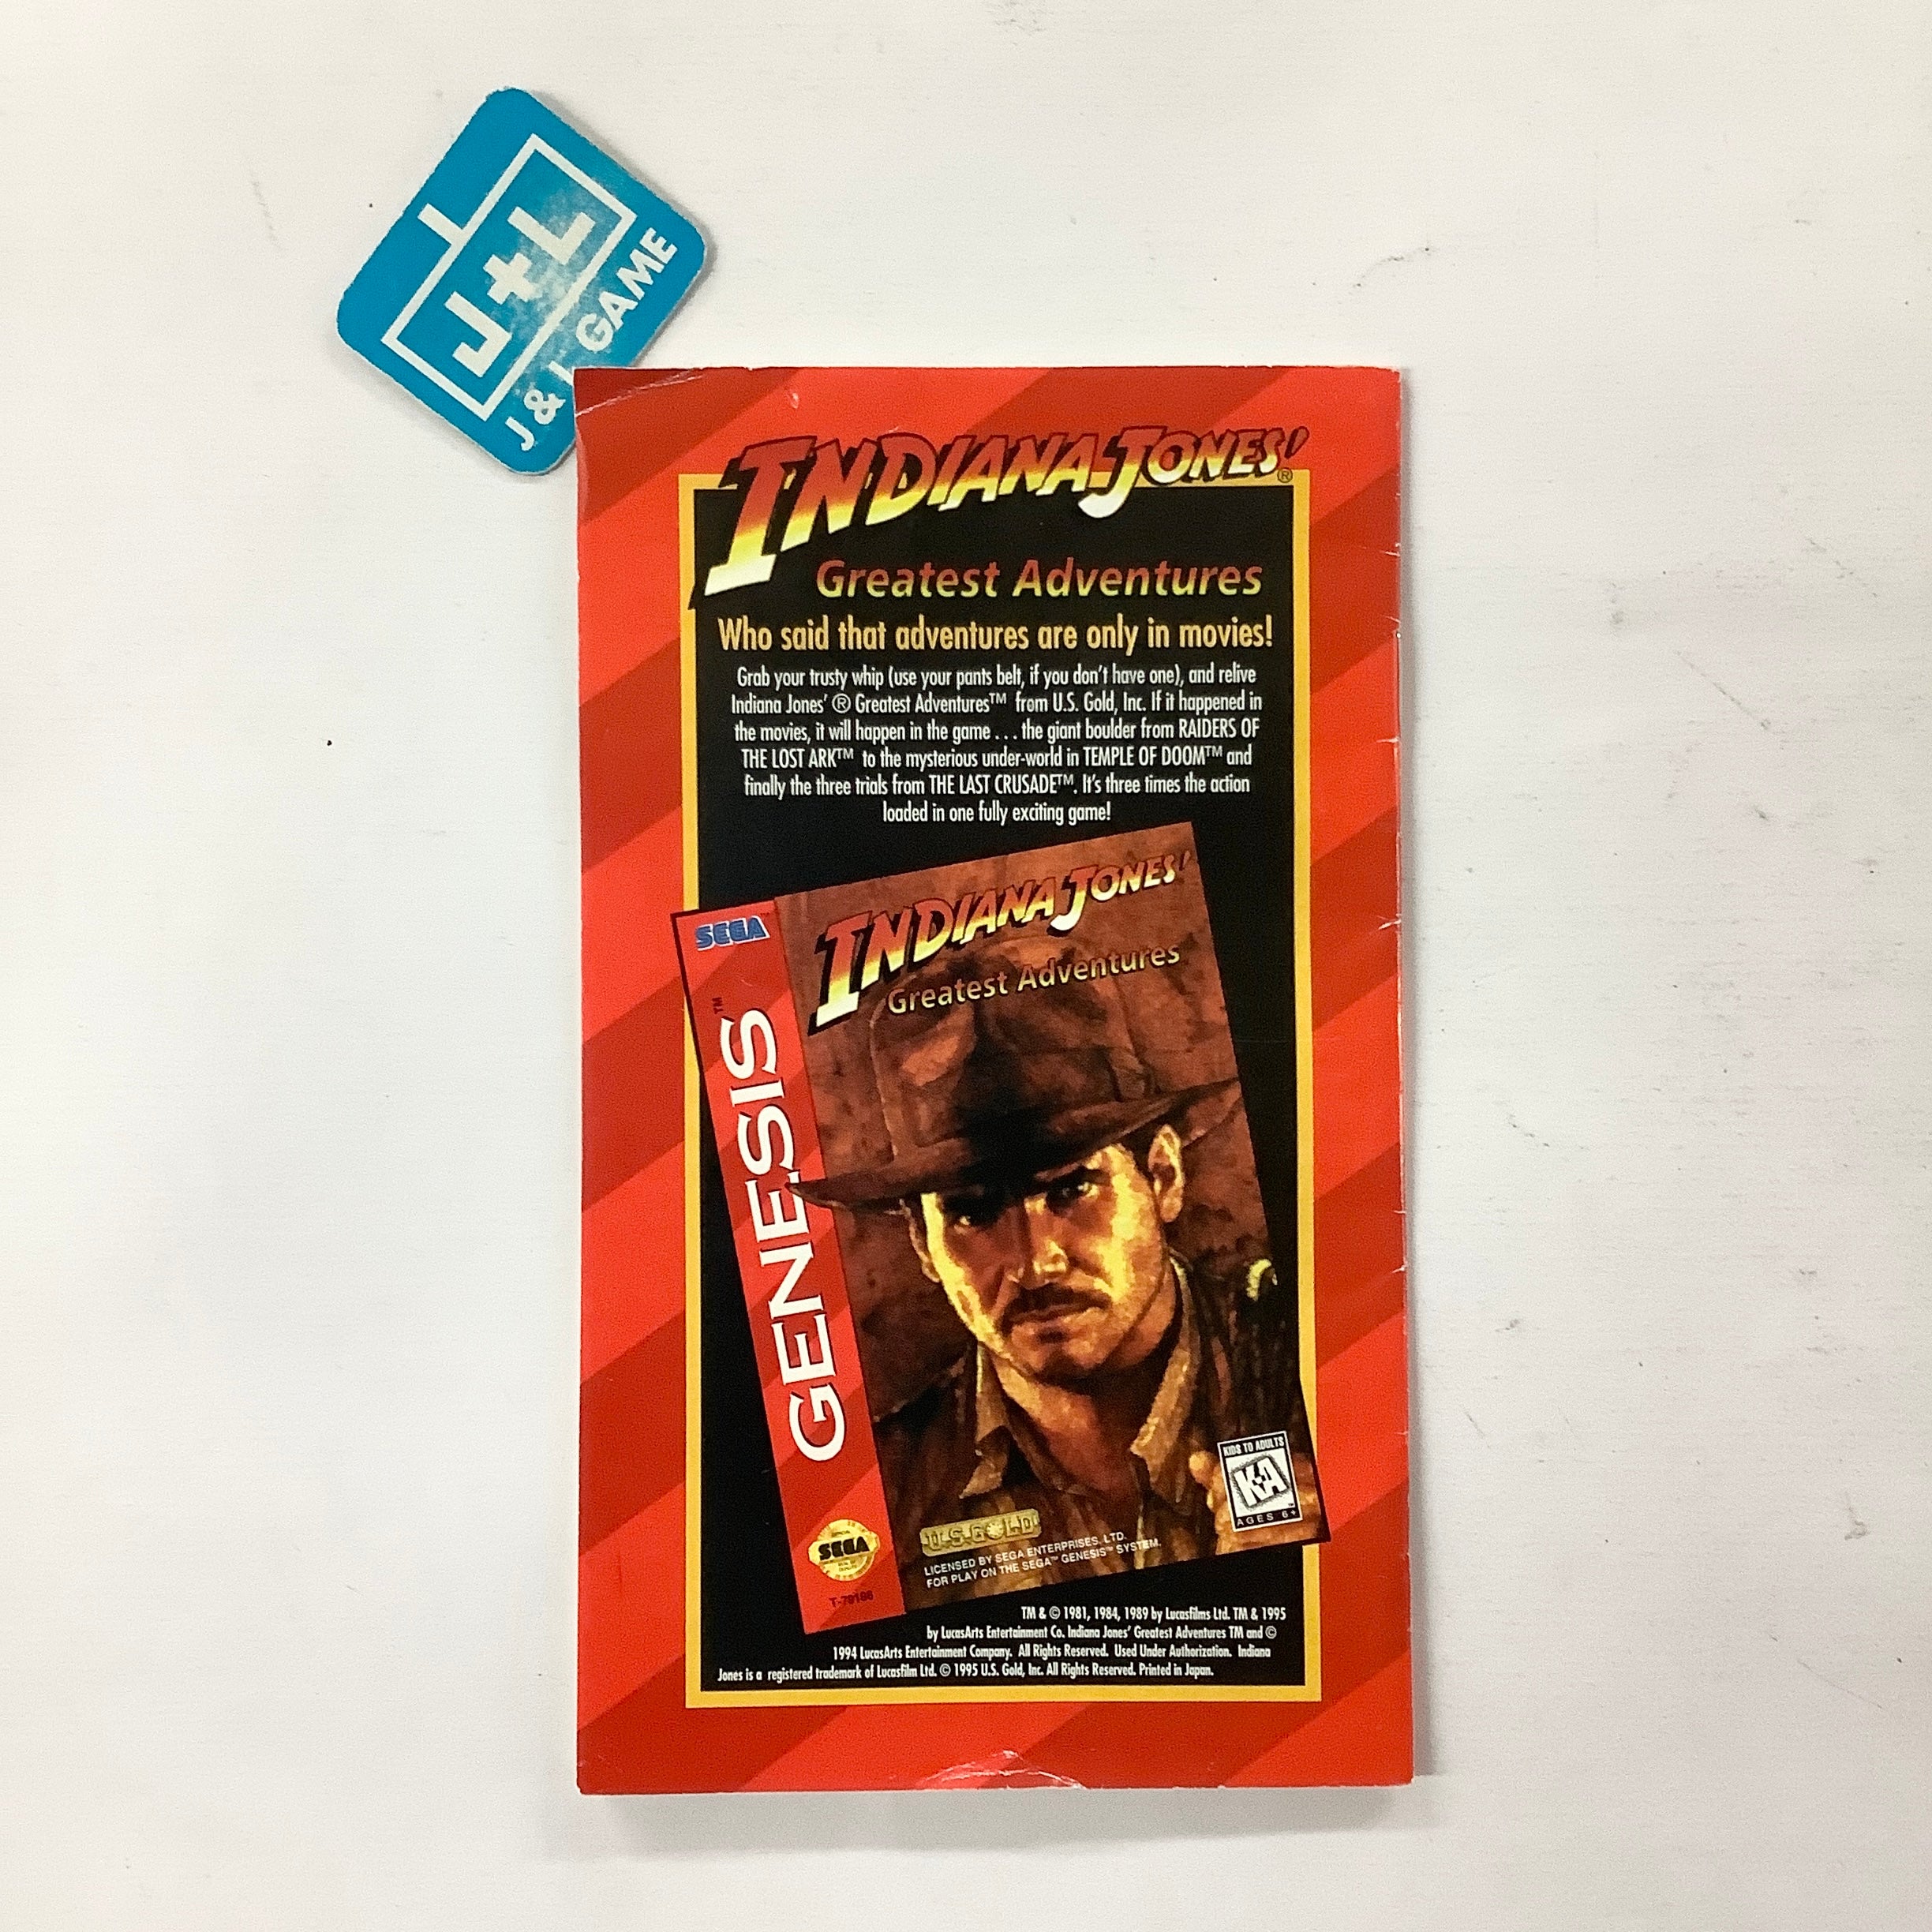 J+L
J & L GAME
INDIANA JONES'®
Greatest Adventures
Who said that adventures are only in movies!
Grab your trusty whip (use your pants belt, if you don't have one), and relive
Indiana Jones' ® Greatest Adventures™ from U.S. Gold, Inc. If it happened in
the movies, it will happen in the game . . . the giant boulder from RAIDERS OF
THE LOST ARK™ to the mysterious under-world in TEMPLE OF DOOM™ and
finally the three trials from THE LAST CRUSADE™. It's three times the action
loaded in one fully exciting game!
SEGA™
GENESIS™
INDIANA JONES'
Greatest Adventures
KIDS TO ADULTS
K-A
AGES 6+
U.S. GOLD
LICENSED BY SEGA ENTERPRISES, LTD.
FOR PLAY ON THE SEGA™ GENESIS™ SYSTEM.
SEGA
TM & © 1981, 1984, 1989 by Lucasfilms Ltd. TM & 1995
by LucasArts Entertainment Co. Indiana Jones' Greatest Adventures TM and ©
1994 LucasArts Entertainment Company. All Rights Reserved. Used Under Authorization. Indiana
Jones is a registered trademark of Lucasfilm Ltd. © 1995 U.S. Gold, Inc. All Rights Reserved. Printed in Japan.